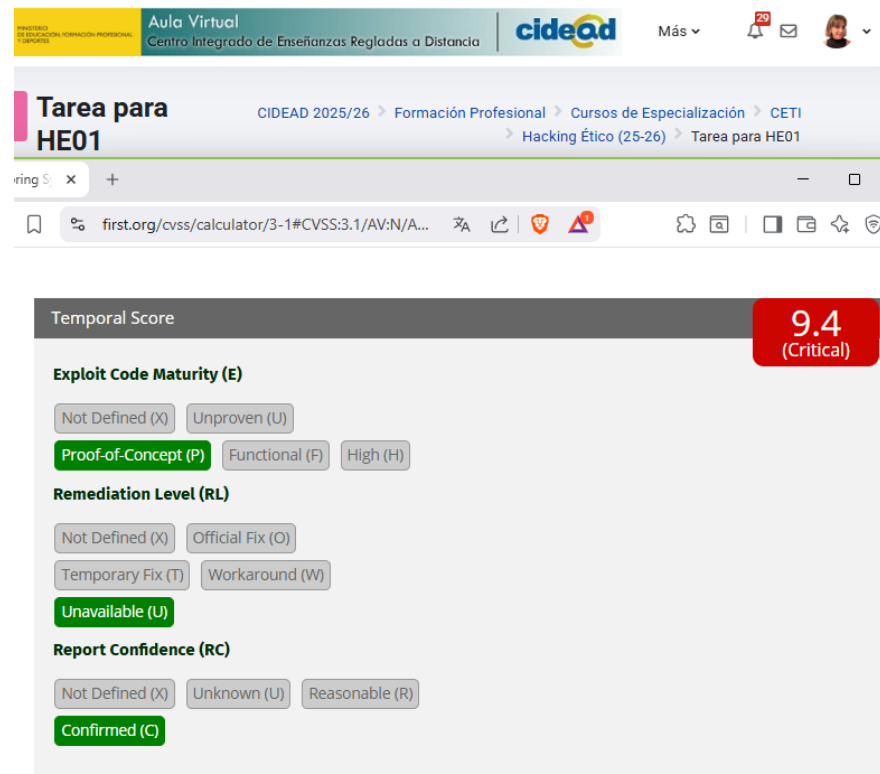 MINISTERIO
DE EDUCACIÓN, FORMACIÓN PROFESIONAL
Y DEPORTES
Aula Virtual
Centro Integrado de Enseñanzas Regladas a Distancia
cidead
Más
29
Tarea para
HE01
CIDEAD 2025/26 > Formación Profesional > Cursos de Especialización > CETI
> Hacking Ético (25-26) > Tarea para HE01
oring S
first.org/cvss/calculator/3-1#CVSS:3.1/AV:N/A...
1
Temporal Score
9.4
(Critical)
Exploit Code Maturity (E)
Not Defined (X) Unproven (U)
Proof-of-Concept (P) Functional (F) High (H)
Remediation Level (RL)
Not Defined (X) Official Fix (O)
Temporary Fix (T) Workaround (W)
Unavailable (U)
Report Confidence (RC)
Not Defined (X) Unknown (U) Reasonable (R)
Confirmed (C)